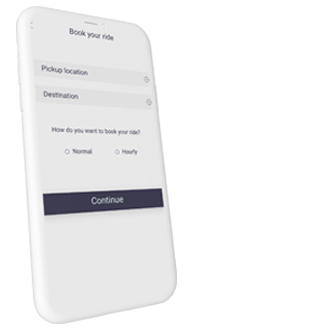 Book your ride
Pickup location
Destination
How do you want to book your ride?
Normal
Hourly
Continue